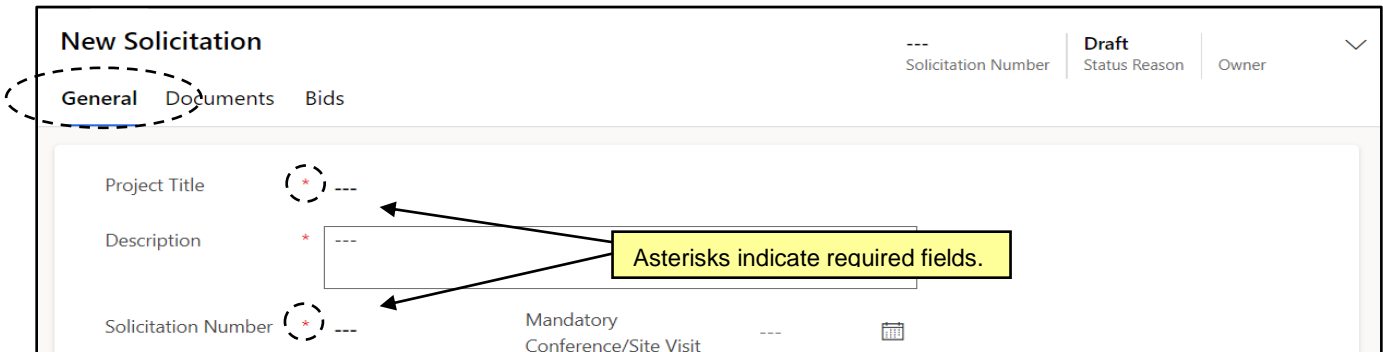 New Solicitation
---
Solicitation Number
Draft
Status Reason
Owner
General Documents Bids
Project Title * ---
Description * ---
Asterisks indicate required fields.
Solicitation Number * ---
Mandatory
Conference/Site Visit
---